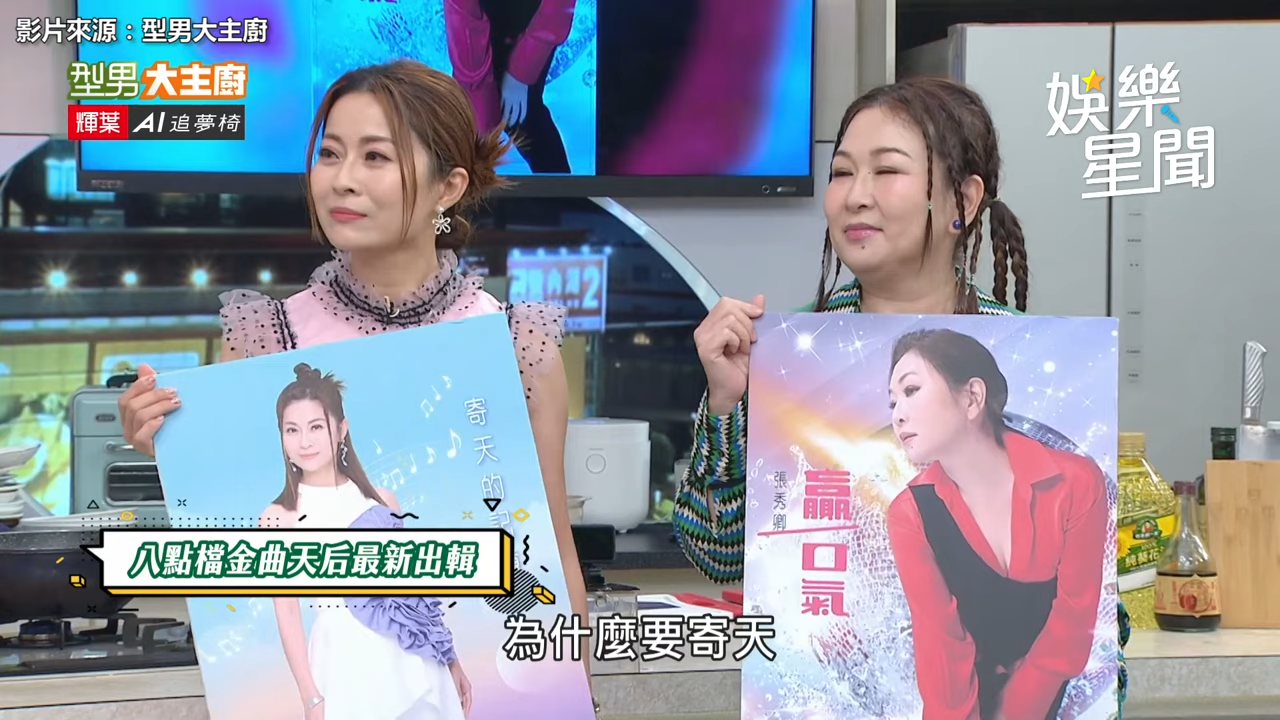 影片來源：型男大主廚
型男大主廚
輝葉 AI追夢椅
娛樂
星聞
寄天的
張秀卿
贏口氣
八點檔金曲天后最新出輯
為什麼要寄天